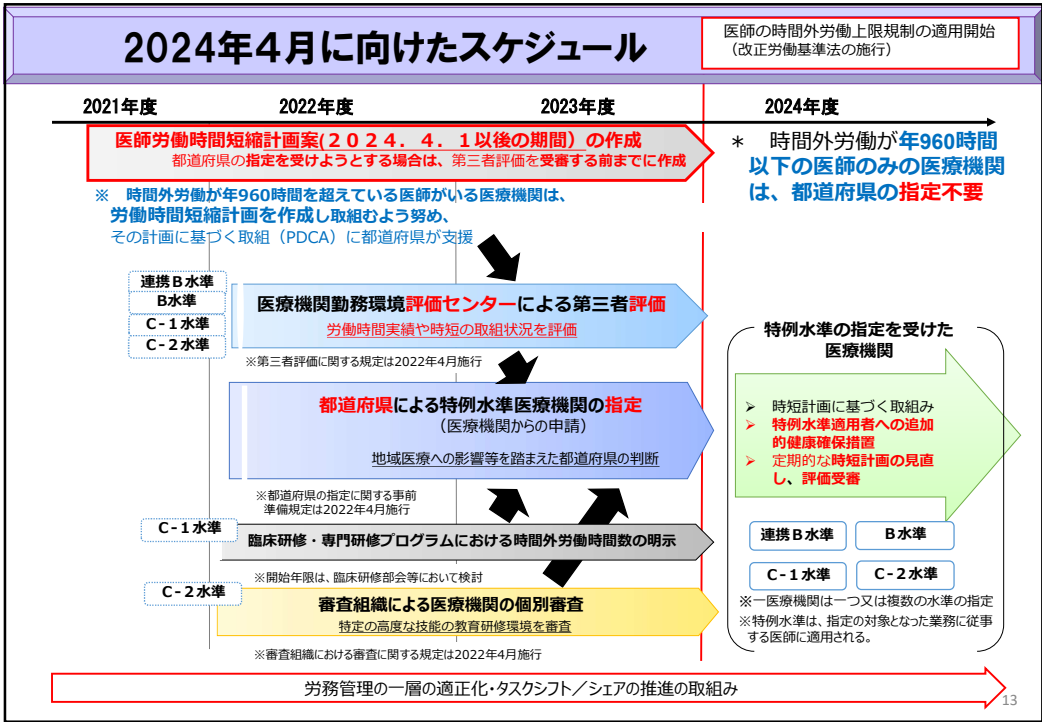 2024年4月に向けたスケジュール
医師の時間外労働上限規制の適用開始
（改正労働基準法の施行）
2021年度
2022年度
2023年度
2024年度
医師労働時間短縮計画案(２０２４．４．１以後の期間）の作成
都道府県の指定を受けようとする場合は、第三者評価を受審する前までに作成
※　時間外労働が年960時間を超えている医師がいる医療機関は、
労働時間短縮計画を作成し取組むよう努め、
その計画に基づく取組（PDCA）に都道府県が支援
＊　時間外労働が年960時間
以下の医師のみの医療機関
は、都道府県の指定不要
連携Ｂ水準
Ｂ水準
Ｃ-１水準
Ｃ-２水準
医療機関勤務環境評価センターによる第三者評価
労働時間実績や時短の取組状況を評価
※第三者評価に関する規定は2022年4月施行
都道府県による特例水準医療機関の指定
（医療機関からの申請）
地域医療への影響等を踏まえた都道府県の判断
※都道府県の指定に関する事前
準備規定は2022年4月施行
Ｃ-１水準
臨床研修・専門研修プログラムにおける時間外労働時間数の明示
※開始年限は、臨床研修部会等において検討
Ｃ-２水準
審査組織による医療機関の個別審査
特定の高度な技能の教育研修環境を審査
※審査組織における審査に関する規定は2022年4月施行
特例水準の指定を受けた
医療機関
➢　時短計画に基づく取組み
➢　特例水準適用者への追加
的健康確保措置
➢　定期的な時短計画の見直
し、評価受審
連携Ｂ水準
Ｂ水準
Ｃ-１水準
Ｃ-２水準
※一医療機関は一つ又は複数の水準の指定
※特例水準は、指定の対象となった業務に従事
する医師に適用される。
労務管理の一層の適正化・タスクシフト／シェアの推進の取組み
13